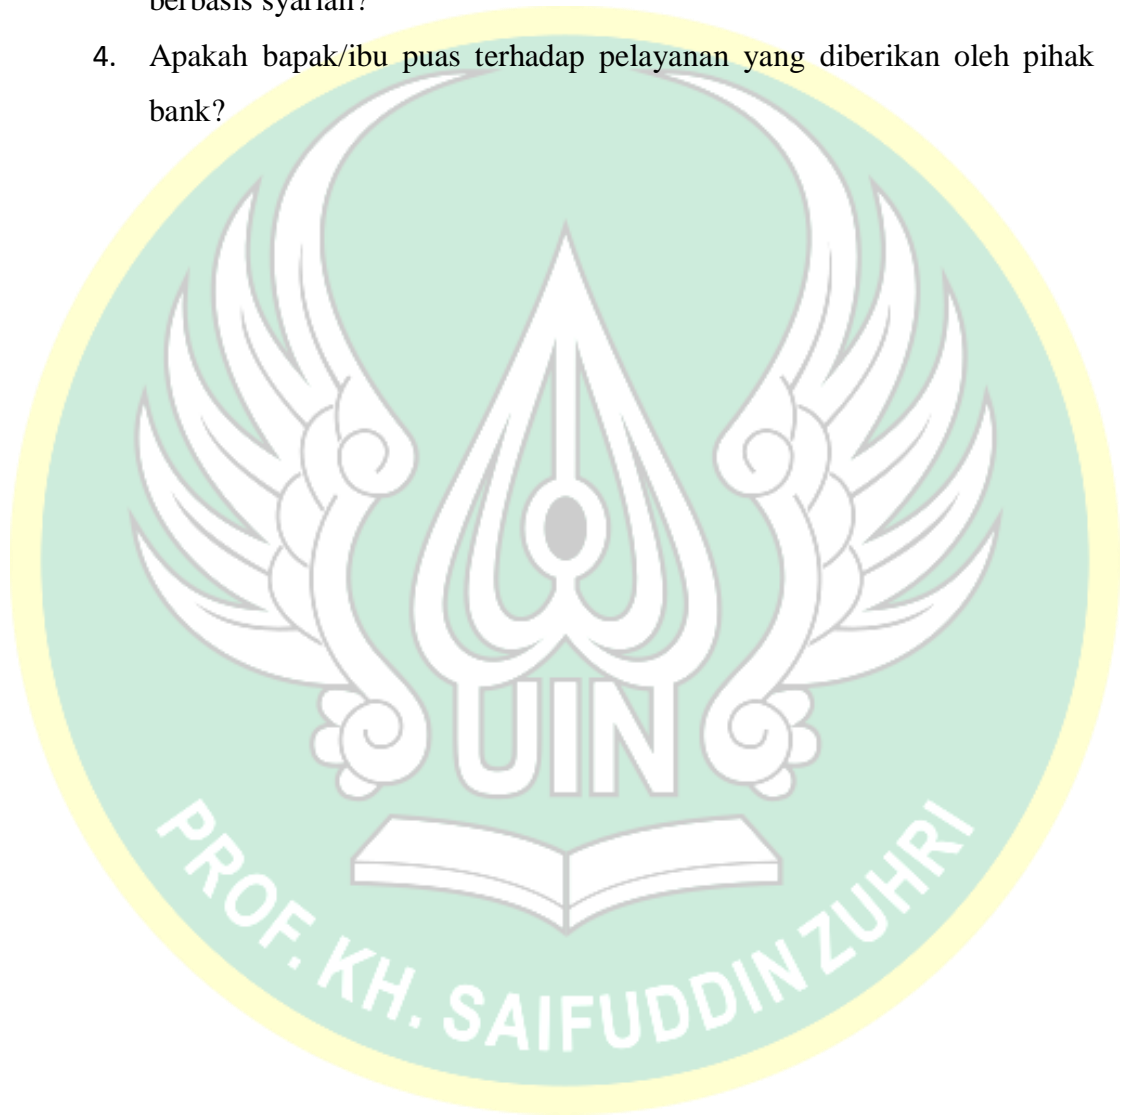 berbasis syariah?
4. Apakah bapak/ibu puas terhadap pelayanan yang diberikan oleh pihak
bank?
UIN
PROF. KH. SAIFUDDIN ZUHRI